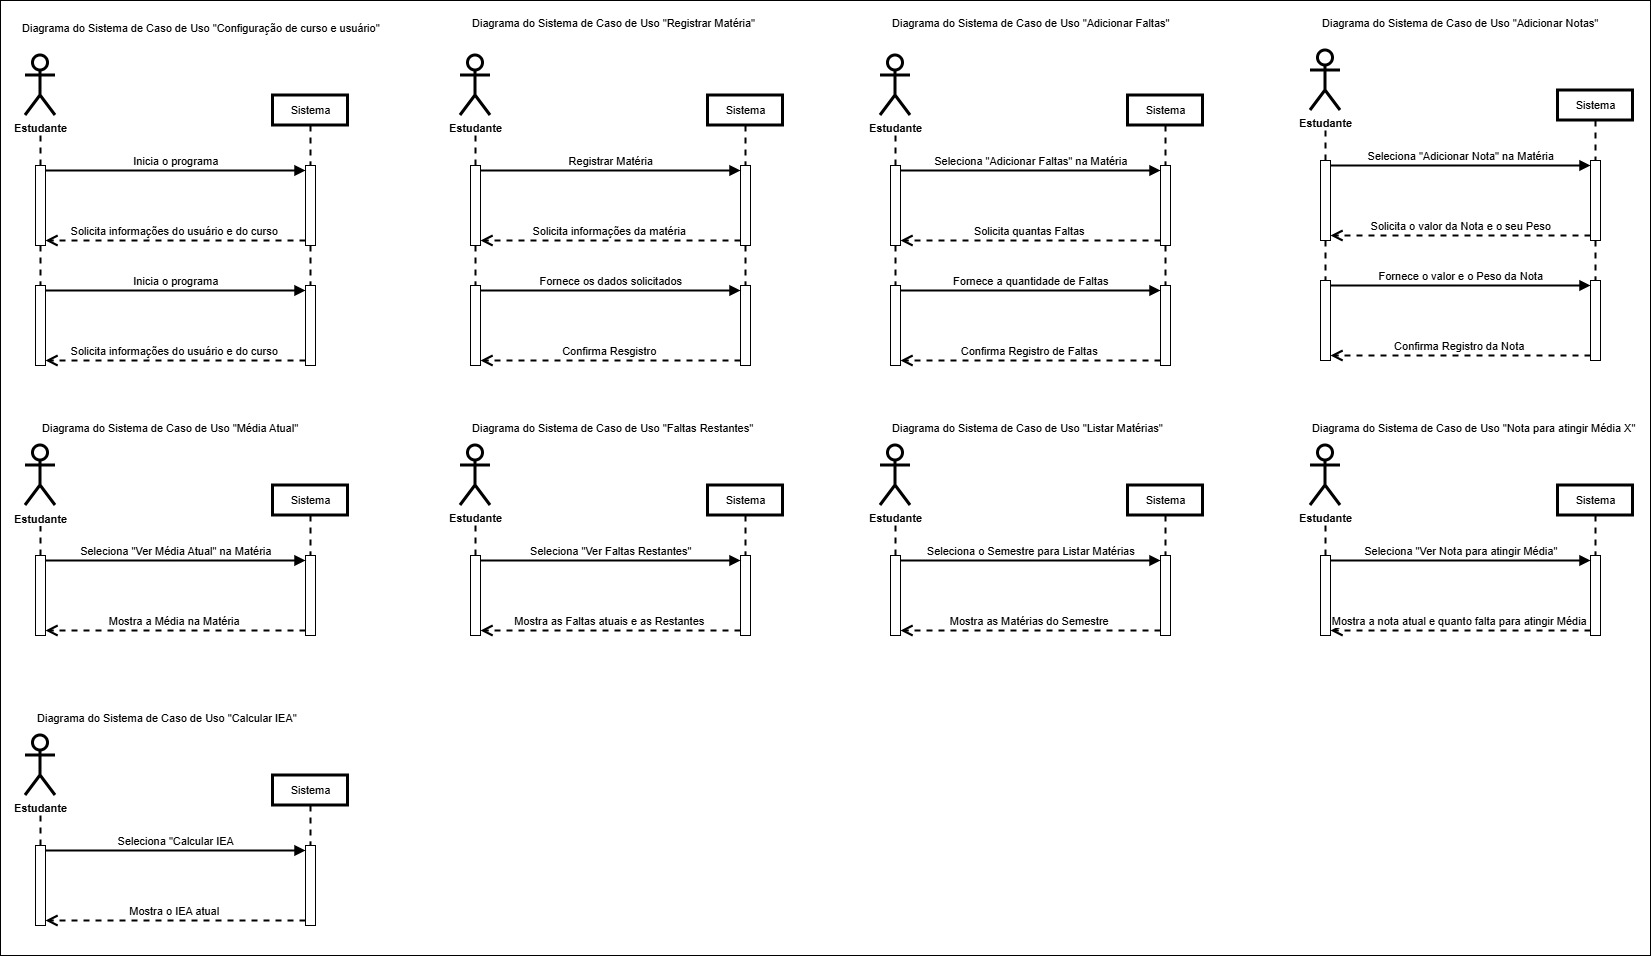 Diagrama do Sistema de Caso de Uso "Configuração de curso e usuário"
Estudante
Sistema
Inicia o programa
Solicita informações do usuário e do curso
Inicia o programa
Solicita informações do usuário e do curso
Diagrama do Sistema de Caso de Uso "Registrar Matéria"
Estudante
Sistema
Registrar Matéria
Solicita informações da matéria
Fornece os dados solicitados
Confirma Resgistro
Diagrama do Sistema de Caso de Uso "Adicionar Faltas"
Estudante
Sistema
Seleciona "Adicionar Faltas" na Matéria
Solicita quantas Faltas
Fornece a quantidade de Faltas
Confirma Registro de Faltas
Diagrama do Sistema de Caso de Uso "Adicionar Notas"
Estudante
Sistema
Seleciona "Adicionar Nota" na Matéria
Solicita o valor da Nota e o seu Peso
Fornece o valor e o Peso da Nota
Confirma Registro da Nota
Diagrama do Sistema de Caso de Uso "Média Atual"
Estudante
Sistema
Seleciona "Ver Média Atual" na Matéria
Mostra a Média na Matéria
Diagrama do Sistema de Caso de Uso "Faltas Restantes"
Estudante
Sistema
Seleciona "Ver Faltas Restantes"
Mostra as Faltas atuais e as Restantes
Diagrama do Sistema de Caso de Uso "Listar Matérias"
Estudante
Sistema
Seleciona o Semestre para Listar Matérias
Mostra as Matérias do Semestre
Diagrama do Sistema de Caso de Uso "Nota para atingir Média X"
Estudante
Sistema
Seleciona "Ver Nota para atingir Média"
Mostra a nota atual e quanto falta para atingir Média
Diagrama do Sistema de Caso de Uso "Calcular IEA"
Estudante
Sistema
Seleciona "Calcular IEA
Mostra o IEA atual